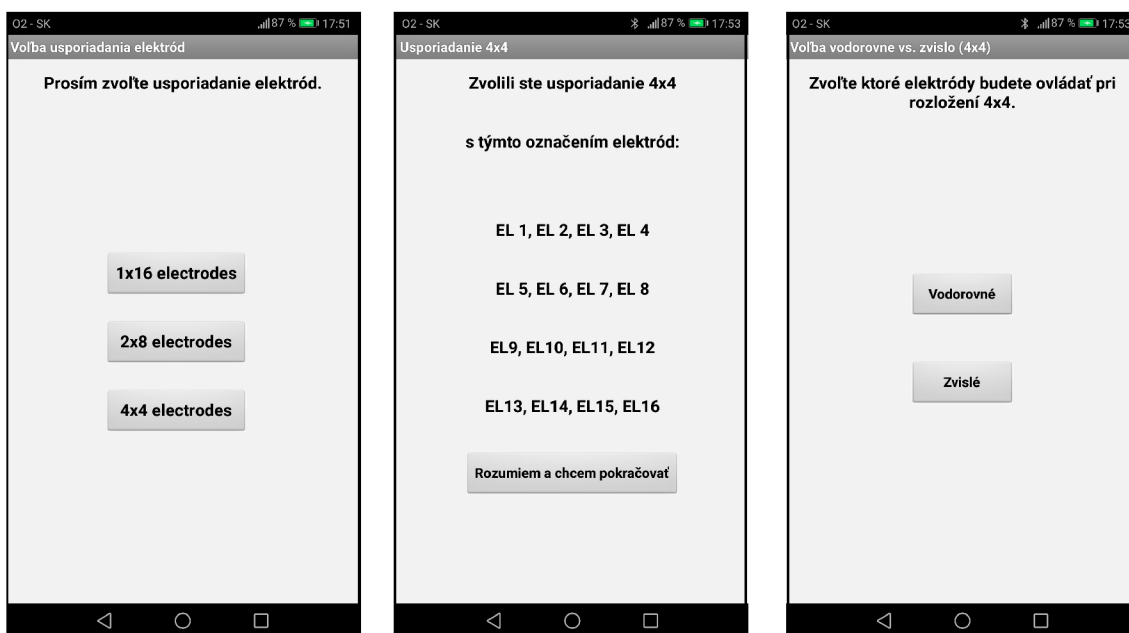 O2 - SK
87 %
17:51
Voľba usporiadania elektród
Prosím zvoľte usporiadanie elektród.
1x16 electrodes
2x8 electrodes
4x4 electrodes
O2 - SK
87 %
17:53
Usporiadanie 4x4
Zvolili ste usporiadanie 4x4
s týmto označením elektród:
EL 1, EL 2, EL 3, EL 4
EL 5, EL 6, EL 7, EL 8
EL9, EL10, EL11, EL12
EL13, EL14, EL15, EL16
Rozumiem a chcem pokračovať
O2 - SK
87 %
17:53
Voľba vodorovne vs. zvislo (4x4)
Zvoľte ktoré elektródy budete ovládať pri
rozložení 4x4.
Vodorovné
Zvislé